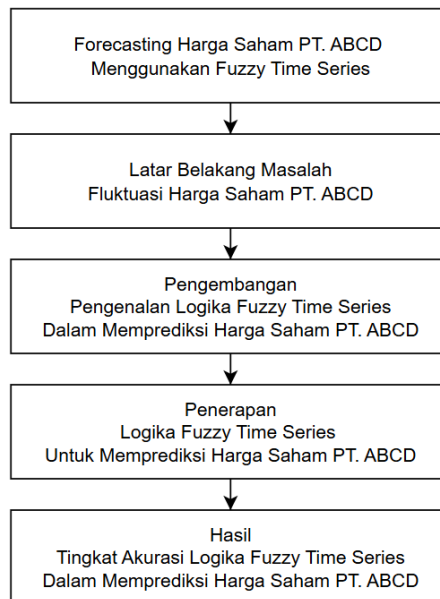 Forecasting Harga Saham PT. ABCD
Menggunakan Fuzzy Time Series
Latar Belakang Masalah
Fluktuasi Harga Saham PT. ABCD
Pengembangan
Pengenalan Logika Fuzzy Time Series
Dalam Memprediksi Harga Saham PT. ABCD
Penerapan
Logika Fuzzy Time Series
Untuk Memprediksi Harga Saham PT. ABCD
Hasil
Tingkat Akurasi Logika Fuzzy Time Series
Dalam Memprediksi Harga Saham PT. ABCD